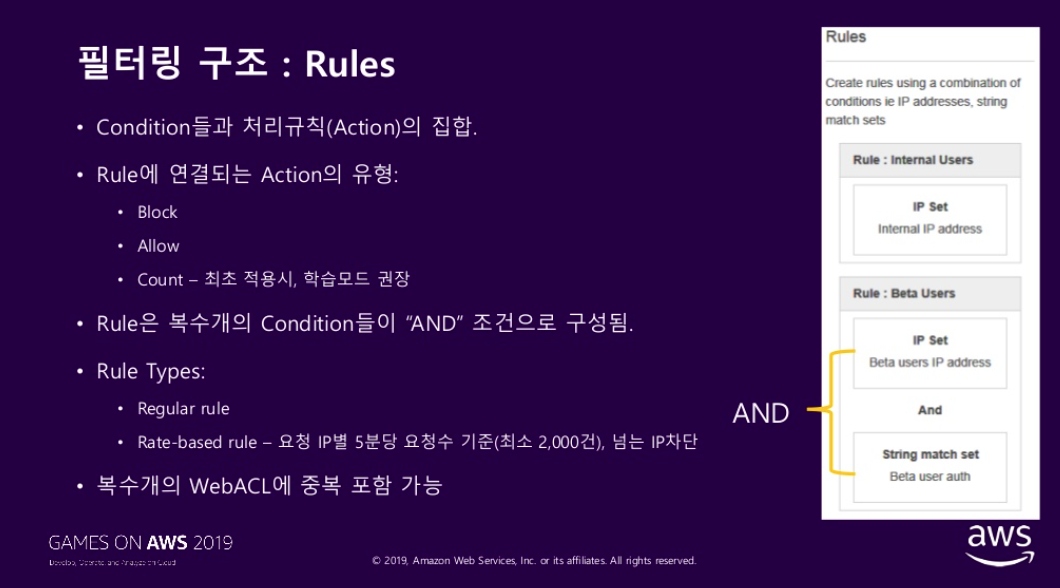 필터링 구조 : Rules
• Condition들과 처리규칙(Action)의 집합.
• Rule에 연결되는 Action의 유형:
• Block
• Allow
• Count – 최초 적용시, 학습모드 권장
• Rule은 복수개의 Condition들이 “AND” 조건으로 구성됨.
• Rule Types:
• Regular rule
• Rate-based rule – 요청 IP별 5분당 요청수 기준(최소 2,000건), 넘는 IP차단
• 복수개의 WebACL에 중복 포함 가능
Rules
Create rules using a combination of
conditions ie IP addresses, string
match sets
Rule : Internal Users
IP Set
Internal IP address
Rule : Beta Users
IP Set
Beta users IP address
AND
And
String match set
Beta user auth
GAMES ON AWS 2019
Develop, Operate, and Analyze on Cloud
© 2019, Amazon Web Services, Inc. or its affiliates. All rights reserved.
aws